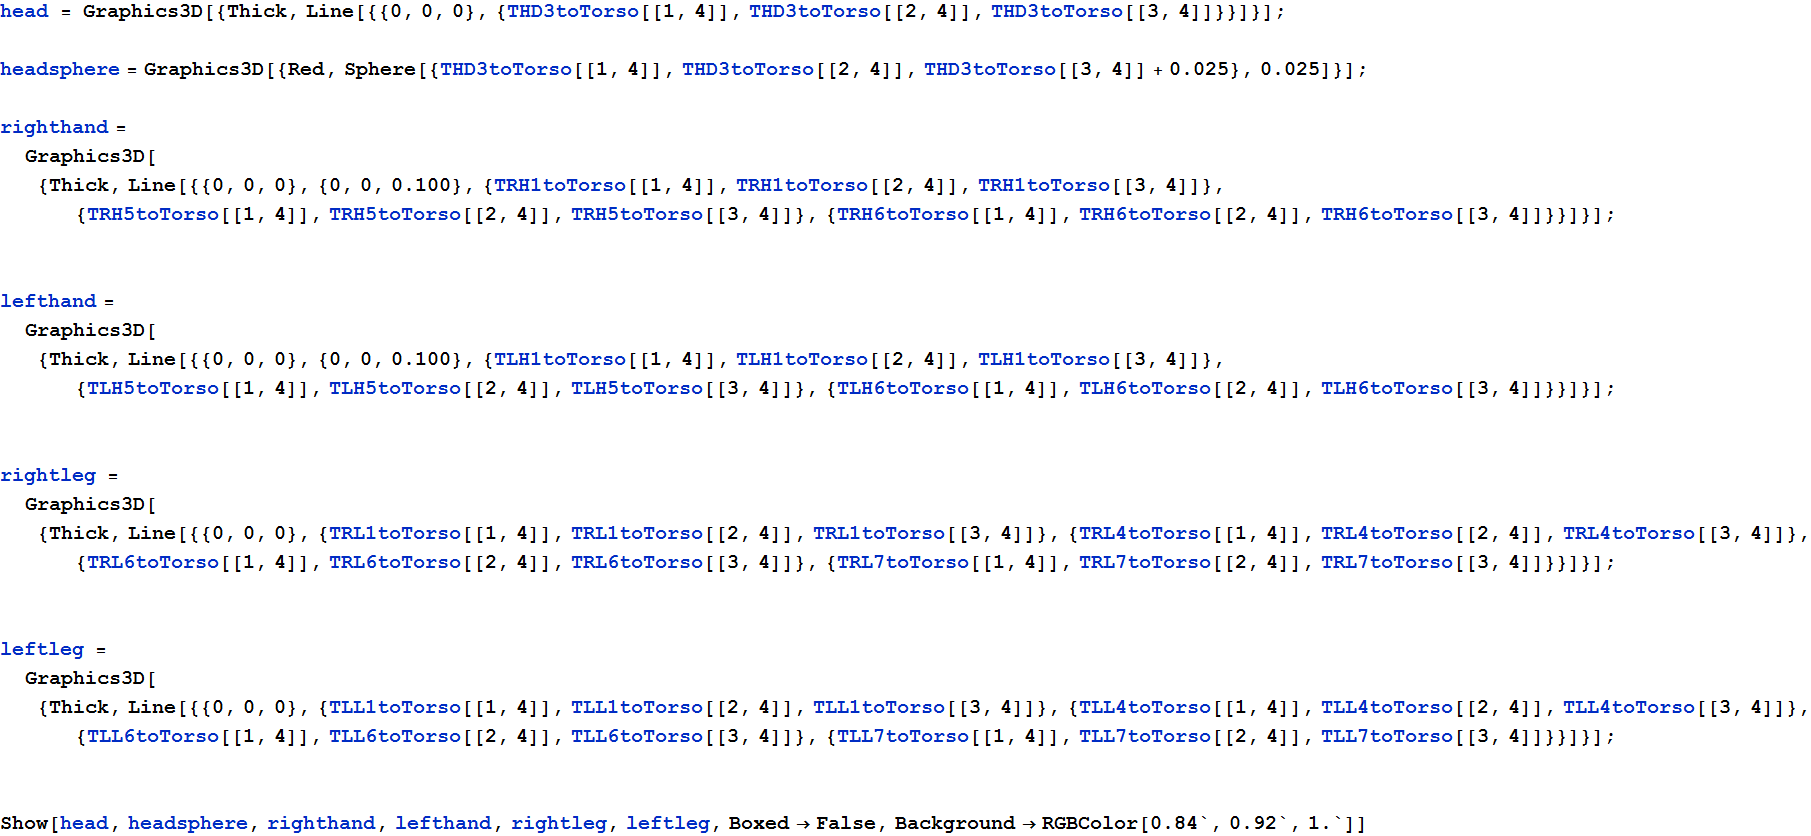 head = Graphics3D[{Thick, Line[{{0, 0, 0}, {THD3toTorso[[1, 4]], THD3toTorso[[2, 4]], THD3toTorso[[3, 4]]}}]}];
headsphere = Graphics3D[{Red, Sphere[{THD3toTorso[[1, 4]], THD3toTorso[[2, 4]], THD3toTorso[[3, 4]] + 0.025}, 0.025]}];
righthand =
Graphics3D[
{Thick, Line[{{0, 0, 0}, {0, 0, 0.100}, {TRH1toTorso[[1, 4]], TRH1toTorso[[2, 4]], TRH1toTorso[[3, 4]]},
{TRH5toTorso[[1, 4]], TRH5toTorso[[2, 4]], TRH5toTorso[[3, 4]]}, {TRH6toTorso[[1, 4]], TRH6toTorso[[2, 4]], TRH6toTorso[[3, 4]]}}]}];
lefthand =
Graphics3D[
{Thick, Line[{{0, 0, 0}, {0, 0, 0.100}, {TLH1toTorso[[1, 4]], TLH1toTorso[[2, 4]], TLH1toTorso[[3, 4]]},
{TLH5toTorso[[1, 4]], TLH5toTorso[[2, 4]], TLH5toTorso[[3, 4]]}, {TLH6toTorso[[1, 4]], TLH6toTorso[[2, 4]], TLH6toTorso[[3, 4]]}}]}];
rightleg =
Graphics3D[
{Thick, Line[{{0, 0, 0}, {TRL1toTorso[[1, 4]], TRL1toTorso[[2, 4]], TRL1toTorso[[3, 4]]}, {TRL4toTorso[[1, 4]], TRL4toTorso[[2, 4]], TRL4toTorso[[3, 4]]},
{TRL6toTorso[[1, 4]], TRL6toTorso[[2, 4]], TRL6toTorso[[3, 4]]}, {TRL7toTorso[[1, 4]], TRL7toTorso[[2, 4]], TRL7toTorso[[3, 4]]}}]}];
leftleg =
Graphics3D[
{Thick, Line[{{0, 0, 0}, {TLL1toTorso[[1, 4]], TLL1toTorso[[2, 4]], TLL1toTorso[[3, 4]]}, {TLL4toTorso[[1, 4]], TLL4toTorso[[2, 4]], TLL4toTorso[[3, 4]]},
{TLL6toTorso[[1, 4]], TLL6toTorso[[2, 4]], TLL6toTorso[[3, 4]]}, {TLL7toTorso[[1, 4]], TLL7toTorso[[2, 4]], TLL7toTorso[[3, 4]]}}]}];
Show[head, headsphere, righthand, lefthand, rightleg, leftleg, Boxed → False, Background → RGBColor[0.84`, 0.92`, 1.`]]